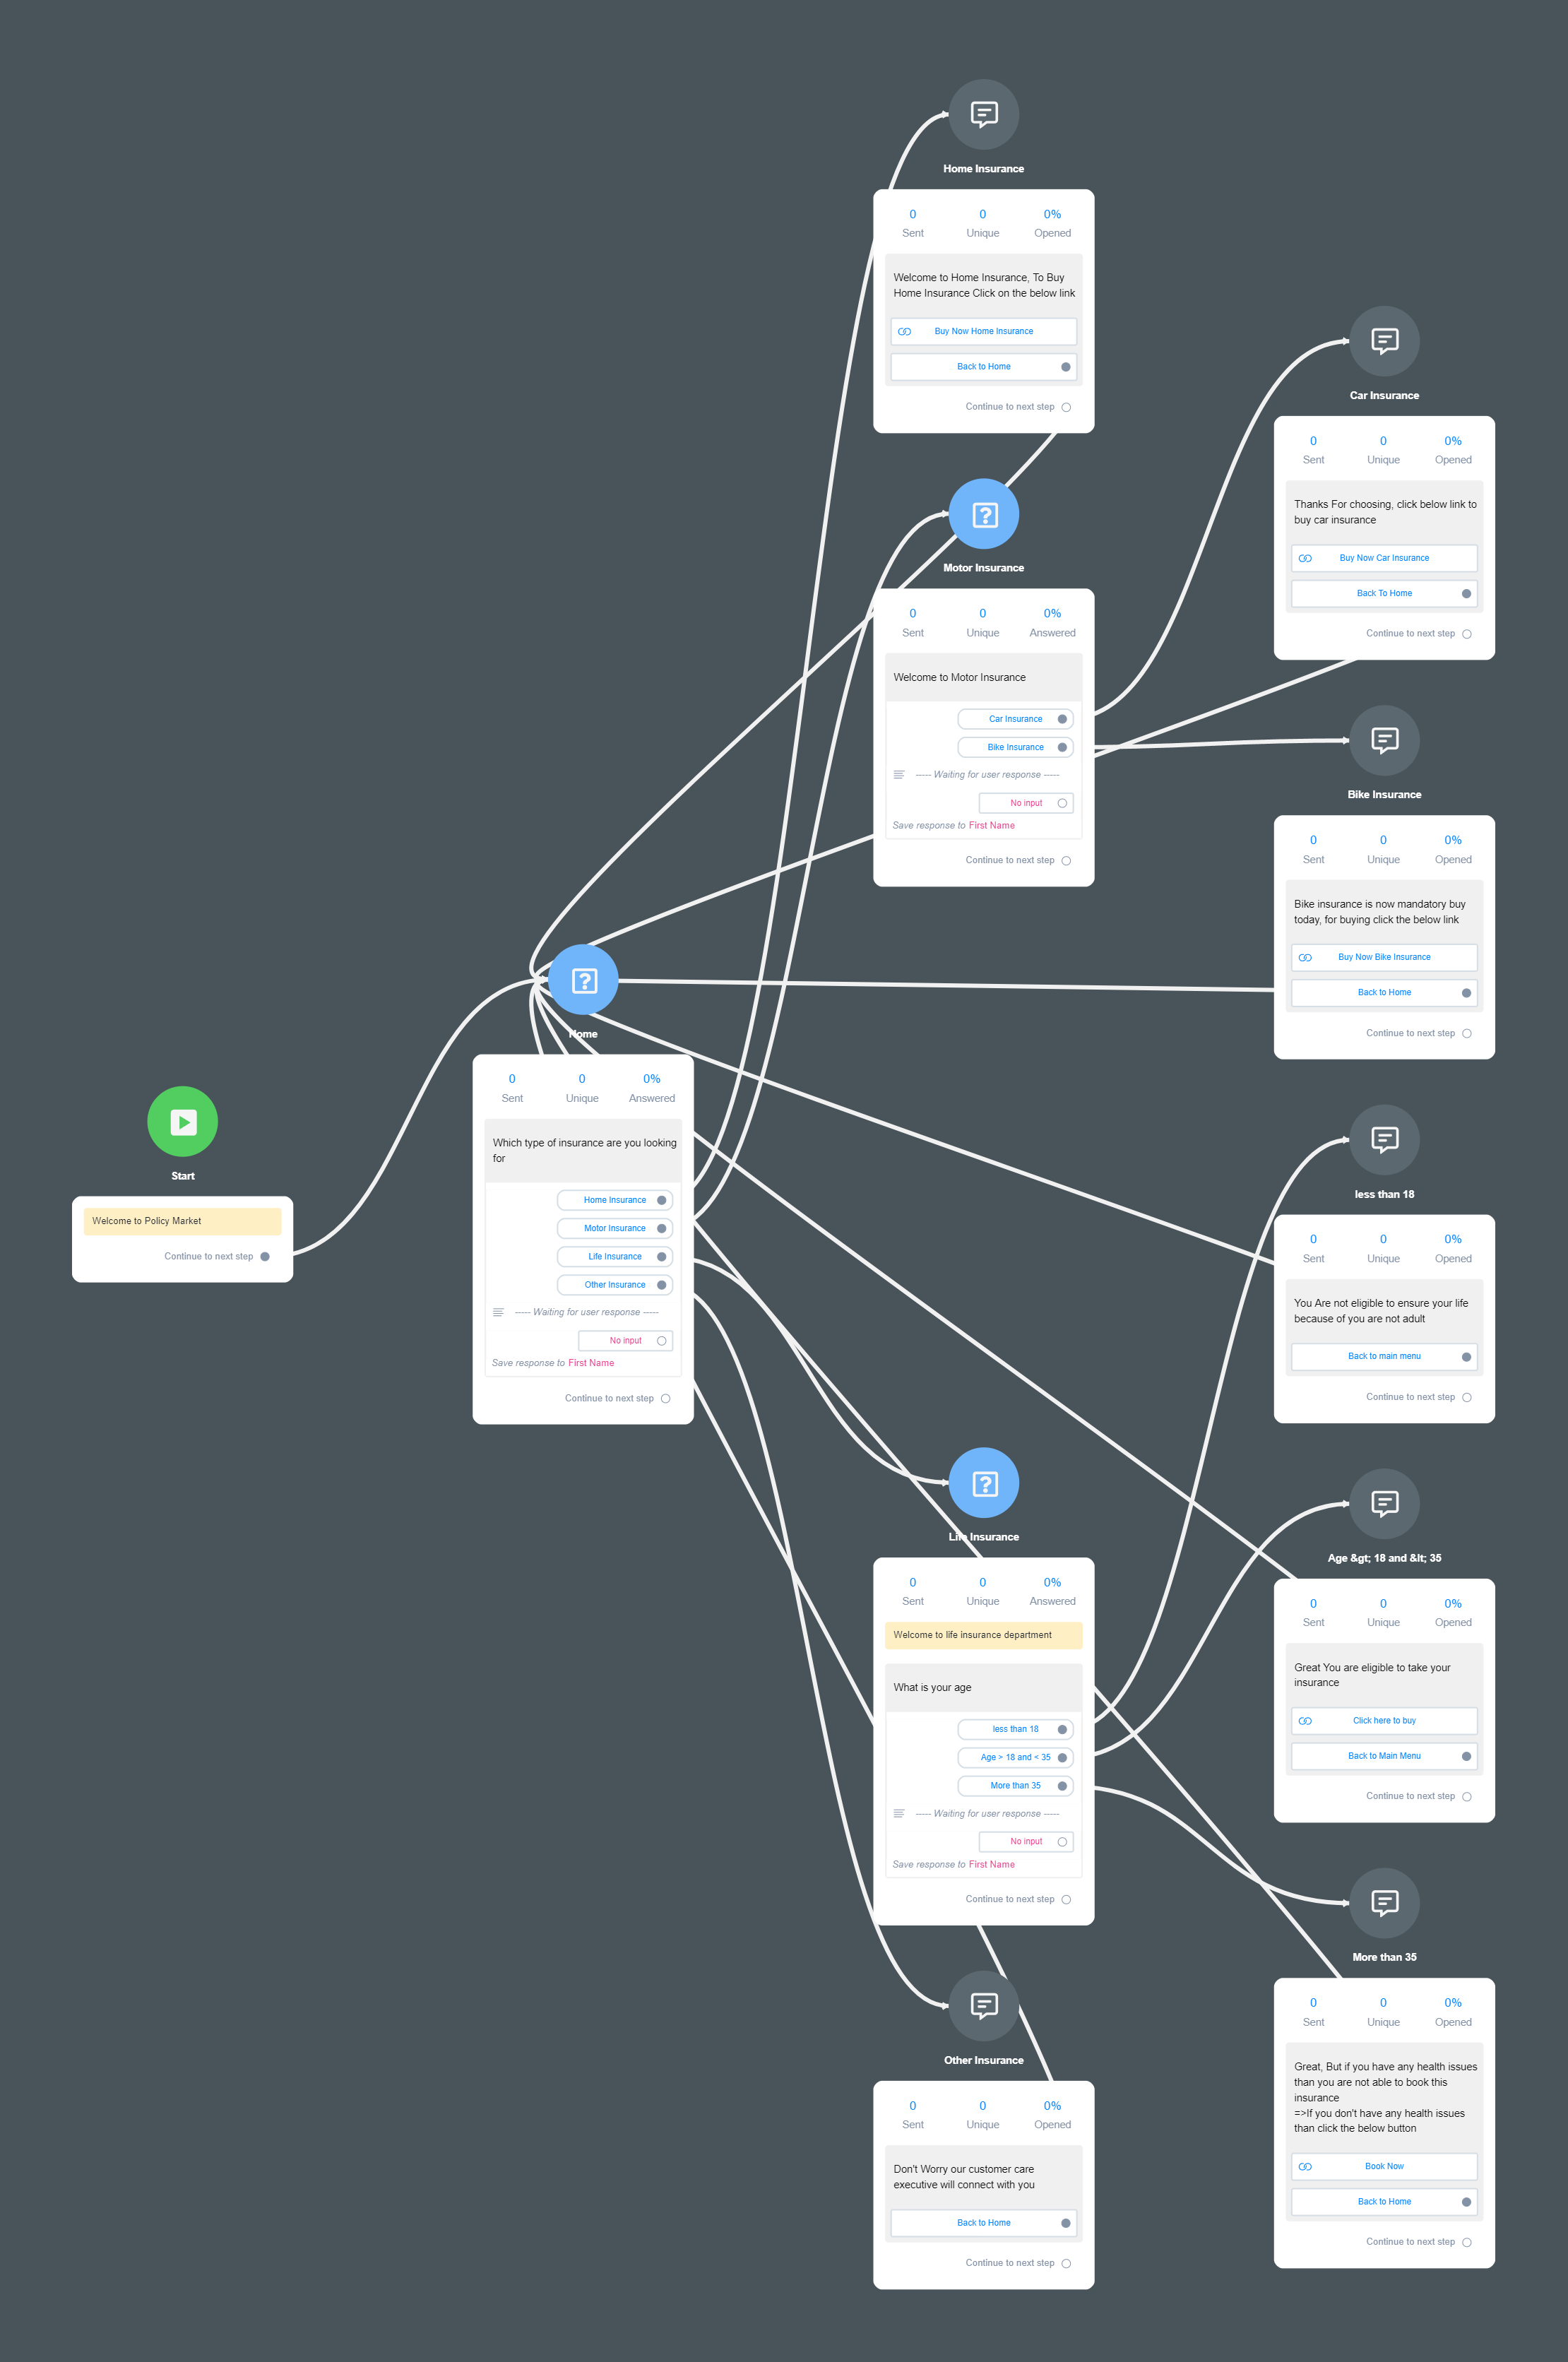 Home Insurance
0 0 0%
Sent Unique Opened
Welcome to Home Insurance, To Buy
Home Insurance Click on the below link
Buy Now Home Insurance
Back to Home
Continue to next step
Car Insurance
0 0 0%
Sent Unique Opened
Thanks For choosing, click below link to
buy car insurance
Buy Now Car Insurance
Back To Home
Continue to next step
Motor Insurance
0 0 0%
Sent Unique Answered
Welcome to Motor Insurance
Car Insurance
Bike Insurance
----- Waiting for user response -----
No input
Save response to First Name
Continue to next step
Bike Insurance
0 0 0%
Sent Unique Opened
Bike insurance is now mandatory buy
today, for buying click the below link
Buy Now Bike Insurance
Back to Home
Continue to next step
Home
0 0 0%
Sent Unique Answered
Which type of insurance are you looking
for
Home Insurance
Motor Insurance
Life Insurance
Other Insurance
----- Waiting for user response -----
No input
Save response to First Name
Continue to next step
Start
Welcome to Policy Market
Continue to next step
less than 18
0 0 0%
Sent Unique Opened
You Are not eligible to ensure your life
because of you are not adult
Back to main menu
Continue to next step
Life Insurance
0 0 0%
Sent Unique Answered
Welcome to life insurance department
What is your age
less than 18
Age > 18 and < 35
More than 35
----- Waiting for user response -----
No input
Save response to First Name
Continue to next step
Age &gt; 18 and &lt; 35
0 0 0%
Sent Unique Opened
Great You are eligible to take your
insurance
Click here to buy
Back to Main Menu
Continue to next step
More than 35
0 0 0%
Sent Unique Opened
Great, But if you have any health issues
than you are not able to book this
insurance
=>If you don't have any health issues
than click the below button
Book Now
Back to Home
Continue to next step
Other Insurance
0 0 0%
Sent Unique Opened
Don't Worry our customer care
executive will connect with you
Back to Home
Continue to next step